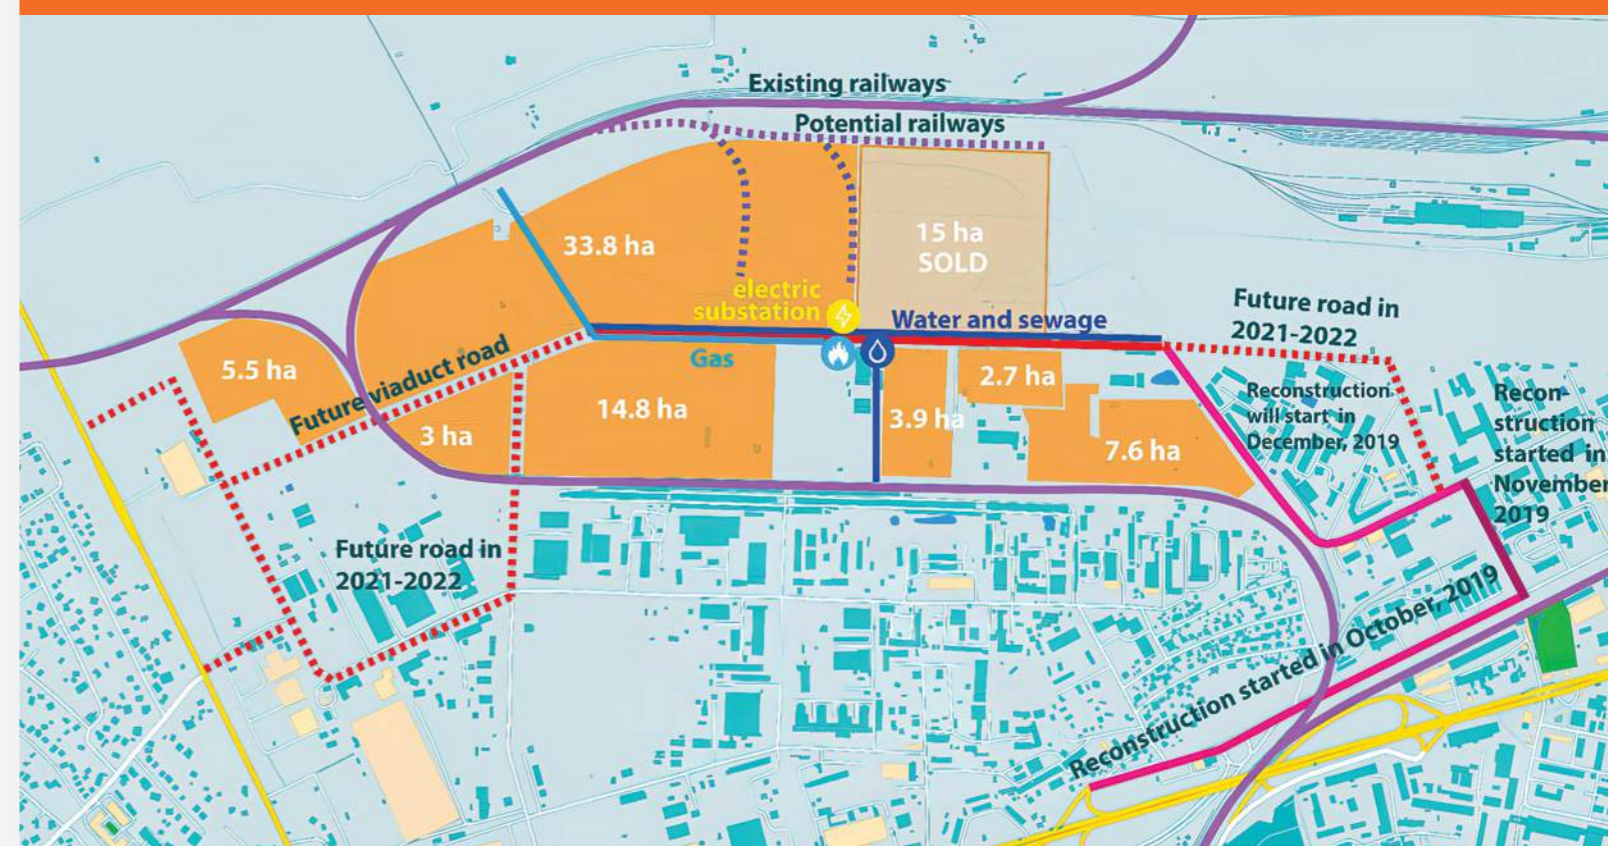 Existing railways
Potential railways
33.8 ha
15 ha
SOLD
electric
substation
Water and sewage
Gas
Future road in
2021-2022
5.5 ha
Future viaduct road
14.8 ha
2.7 ha
3.9 ha
3 ha
7.6 ha
Reconstruction
will start in
December, 2019
Recon-
struction
started in
November
2019
Future road in
2021-2022
Reconstruction started in October, 2019